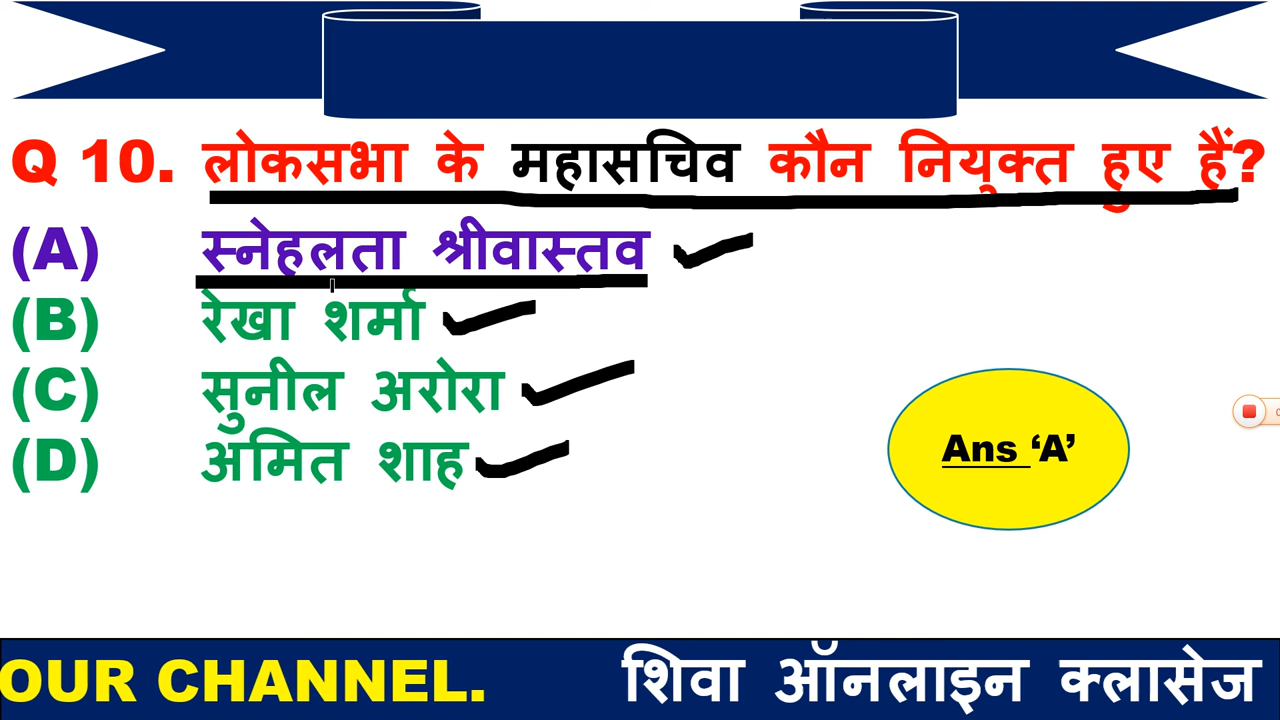 Q 10. लोकसभा के महासचिव कौन नियुक्त हुए हैं?
(A) स्नेहलता श्रीवास्तव
(B) रेखा शर्मा
(C) सुनील अरोरा
(D) अमित शाह
Ans ‘A’
OUR CHANNEL. शिवा ऑनलाइन क्लासेज